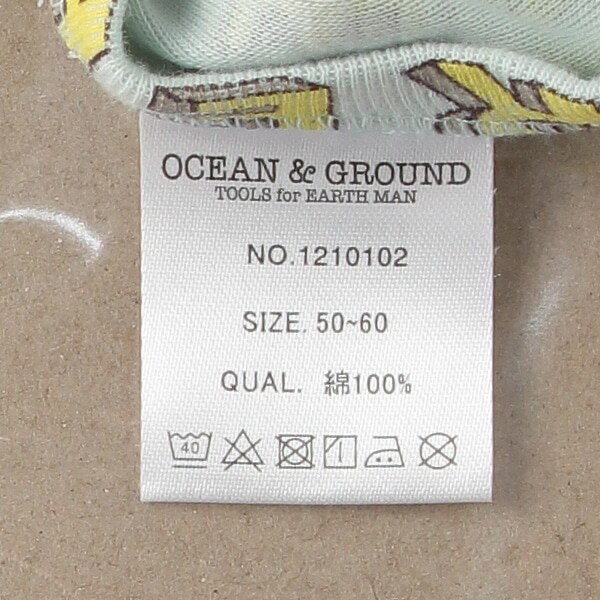 OCEAN & GROUND
TOOLS for EARTH MAN
NO.1210102
SIZE. 50~60
QUAL. 綿100%
40